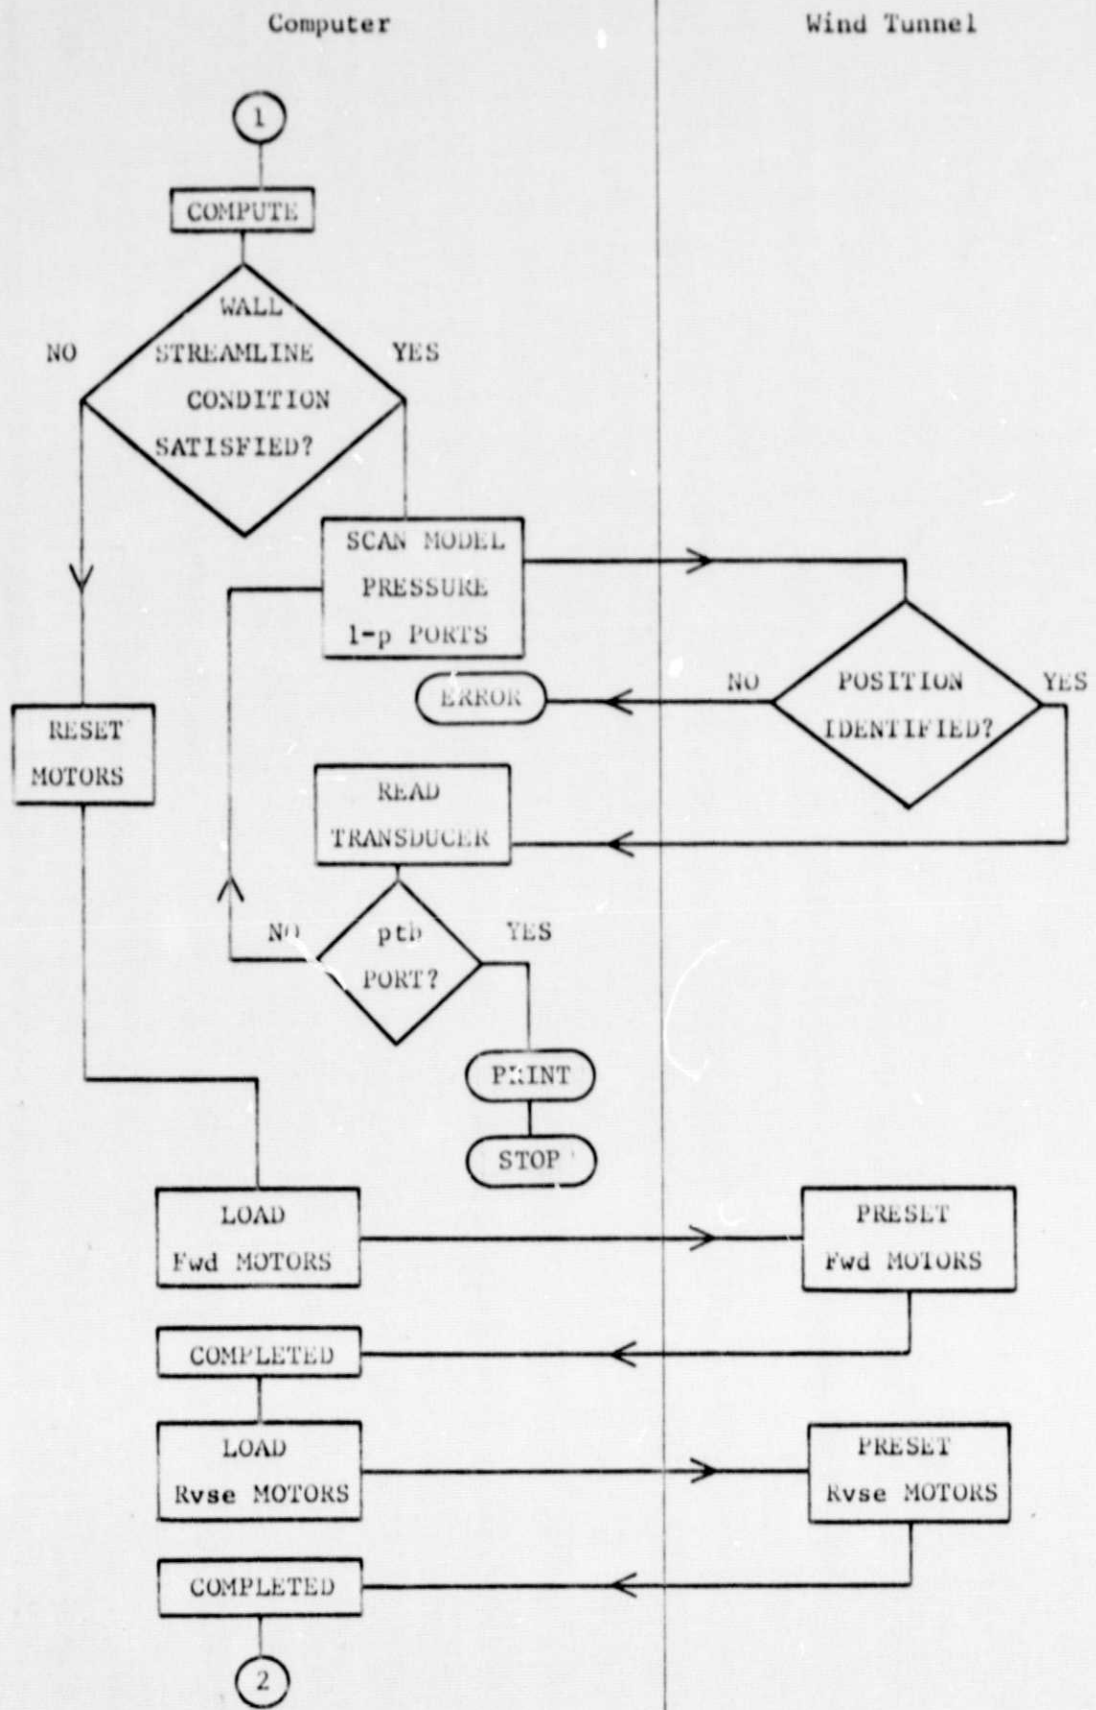 Computer
Wind Tunnel
1
COMPUTE
WALL
STREAMLINE
CONDITION
SATISFIED?
NO
YES
SCAN MODEL
PRESSURE
1-p PORTS
POSITION
IDENTIFIED?
NO
YES
ERROR
RESET
MOTORS
READ
TRANSDUCER
pth
PORT?
NO
YES
PRINT
STOP
LOAD
Fwd MOTORS
PRESET
Fwd MOTORS
COMPLETED
LOAD
Rvse MOTORS
PRESET
Rvse MOTORS
COMPLETED
2